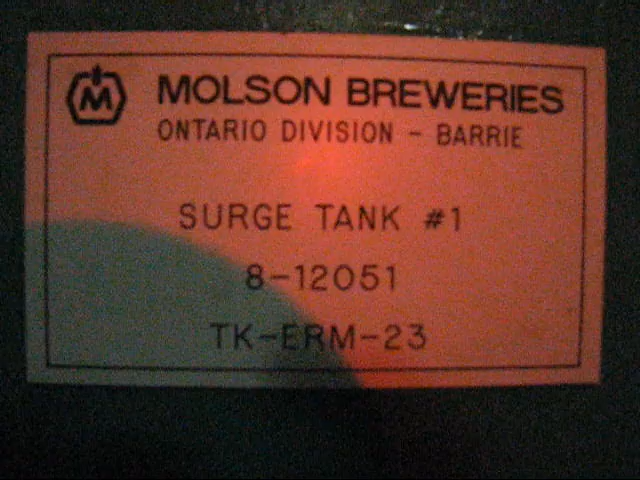 M MOLSON BREWERIES
ONTARIO DIVISION - BARRIE
SURGE TANK #1
8-12051
TK-ERM-23